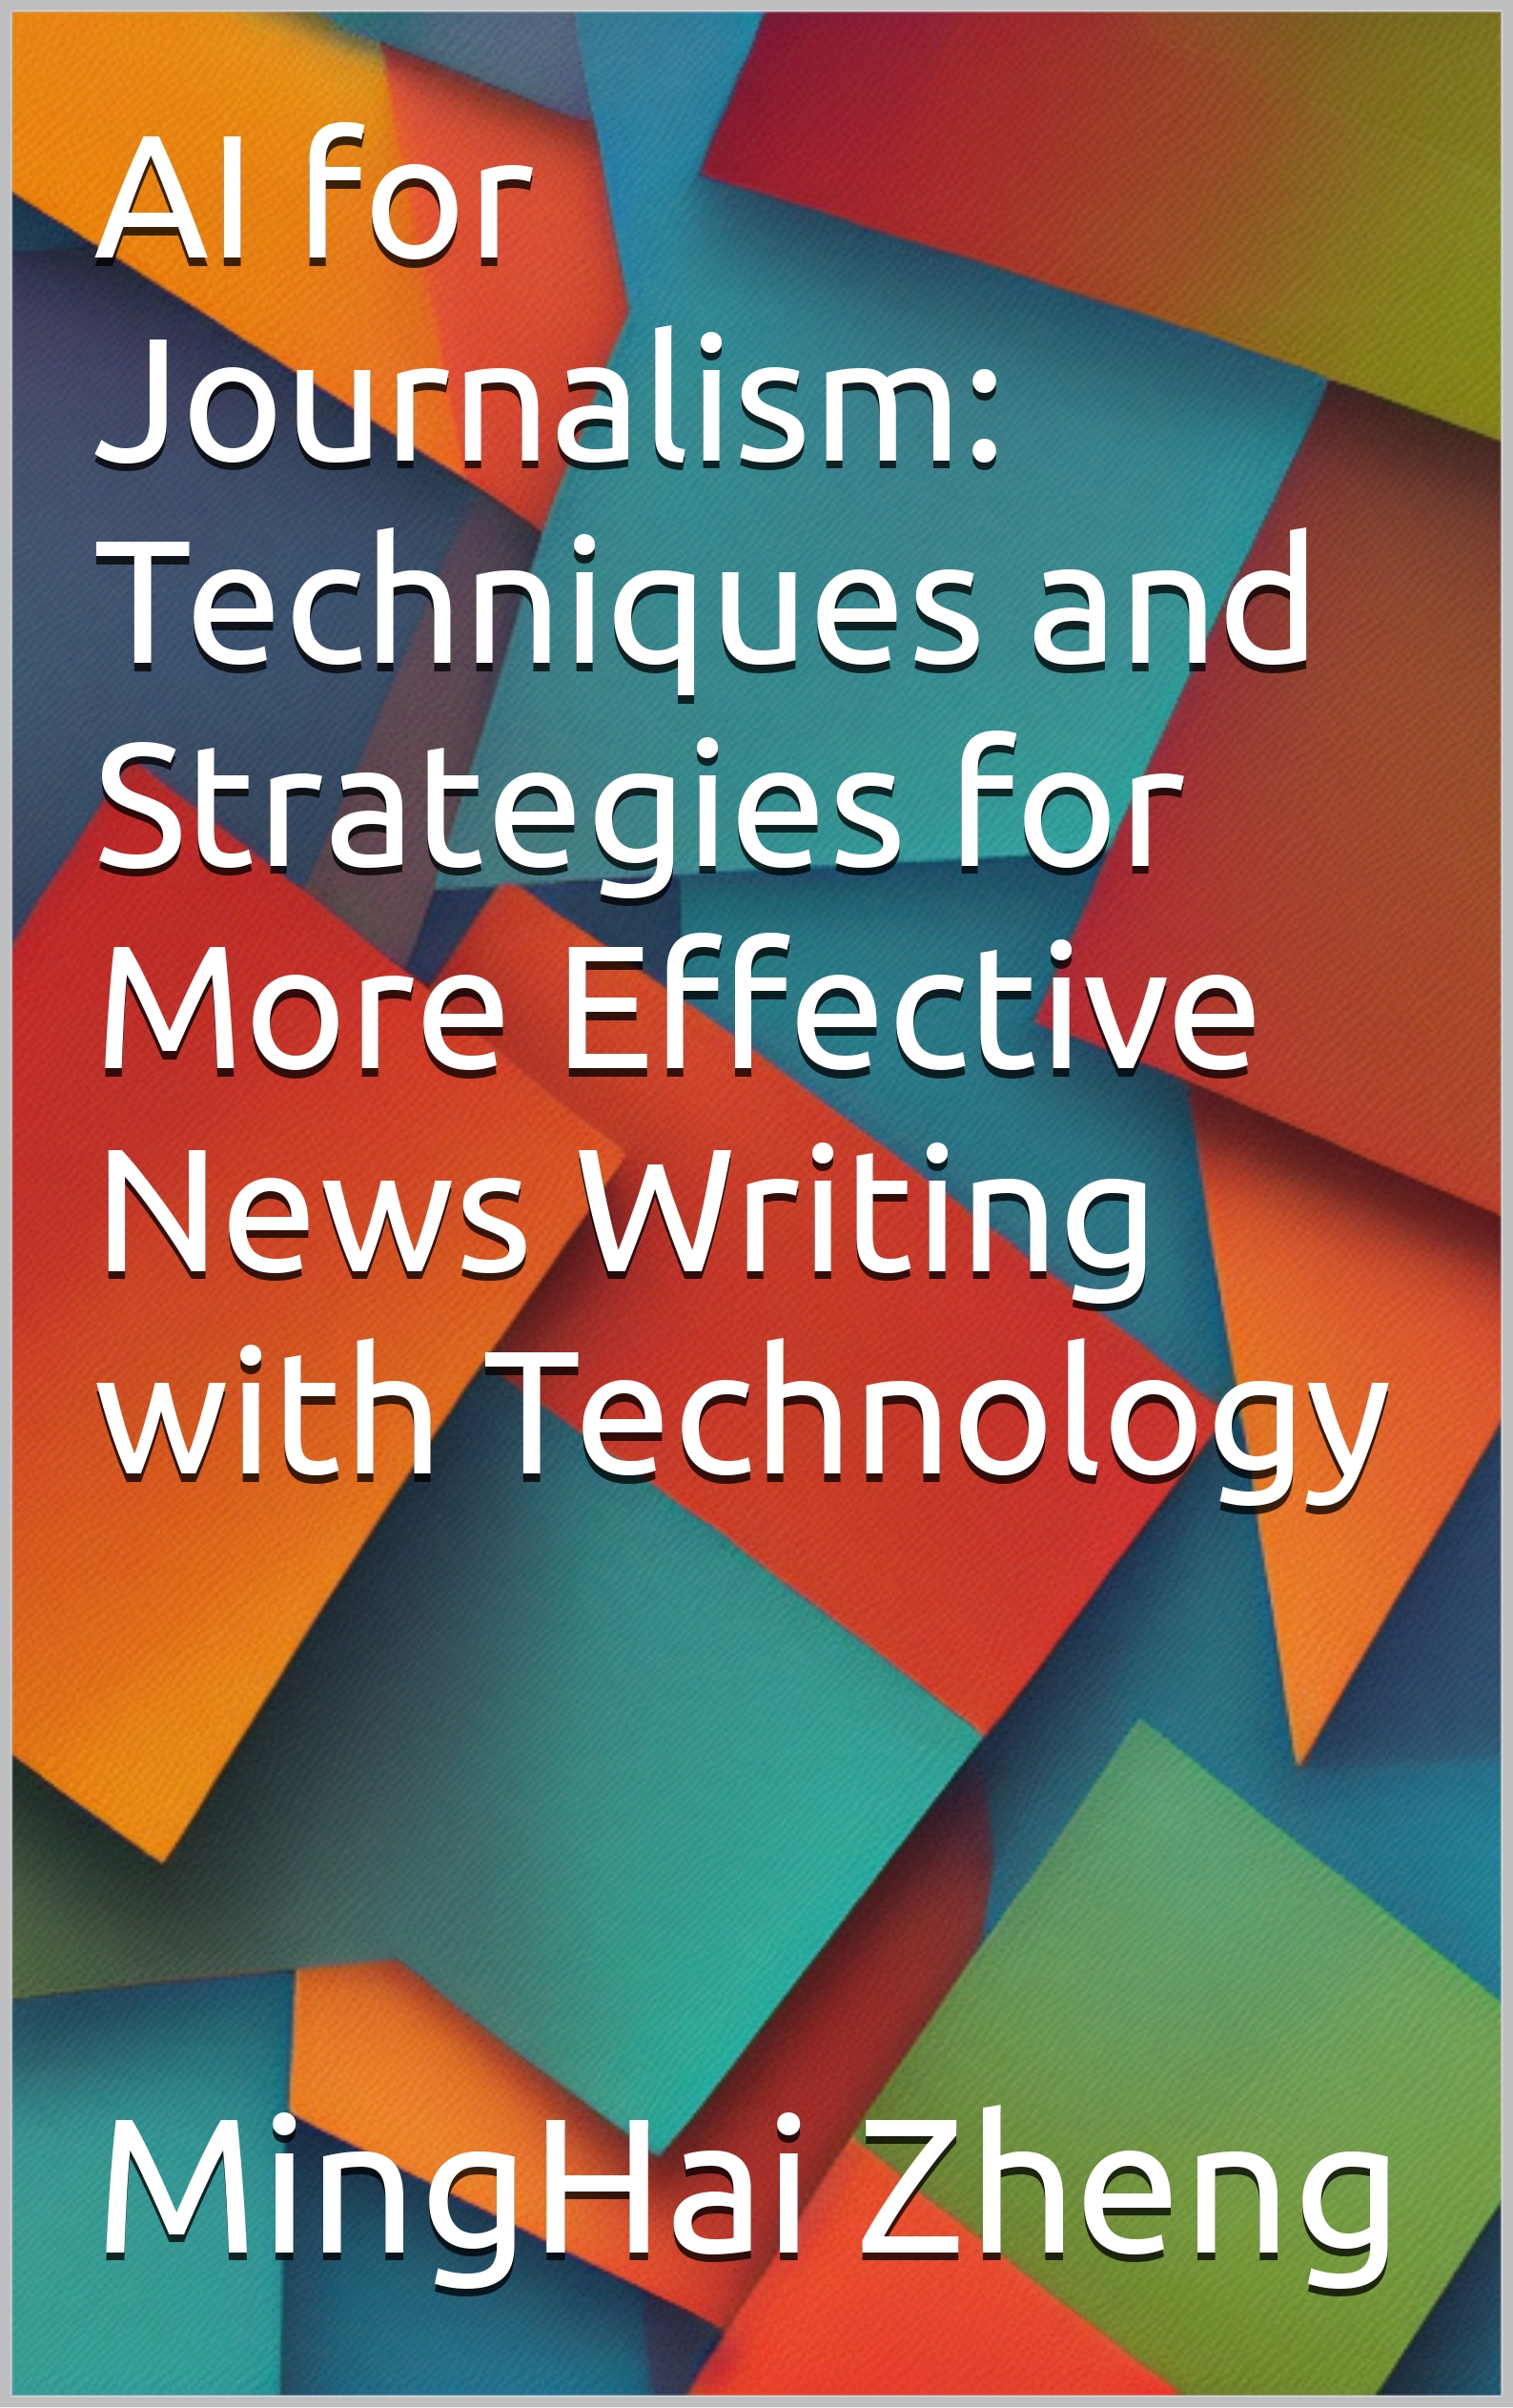 AI for
Journalism:
Techniques and
Strategies for
More Effective
News Writing
with Technology
MingHai Zheng